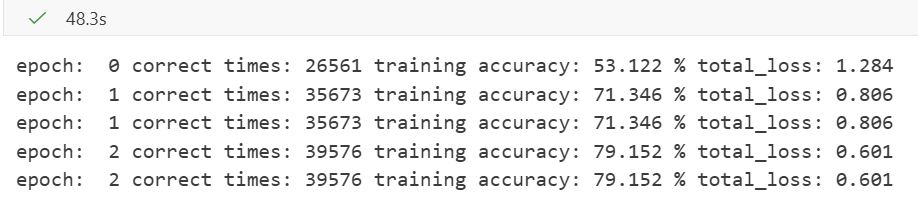 48.3s
epoch:  0 correct times: 26561 training accuracy: 53.122 % total_loss: 1.284
epoch:  1 correct times: 35673 training accuracy: 71.346 % total_loss: 0.806
epoch:  1 correct times: 35673 training accuracy: 71.346 % total_loss: 0.806
epoch:  2 correct times: 39576 training accuracy: 79.152 % total_loss: 0.601
epoch:  2 correct times: 39576 training accuracy: 79.152 % total_loss: 0.601